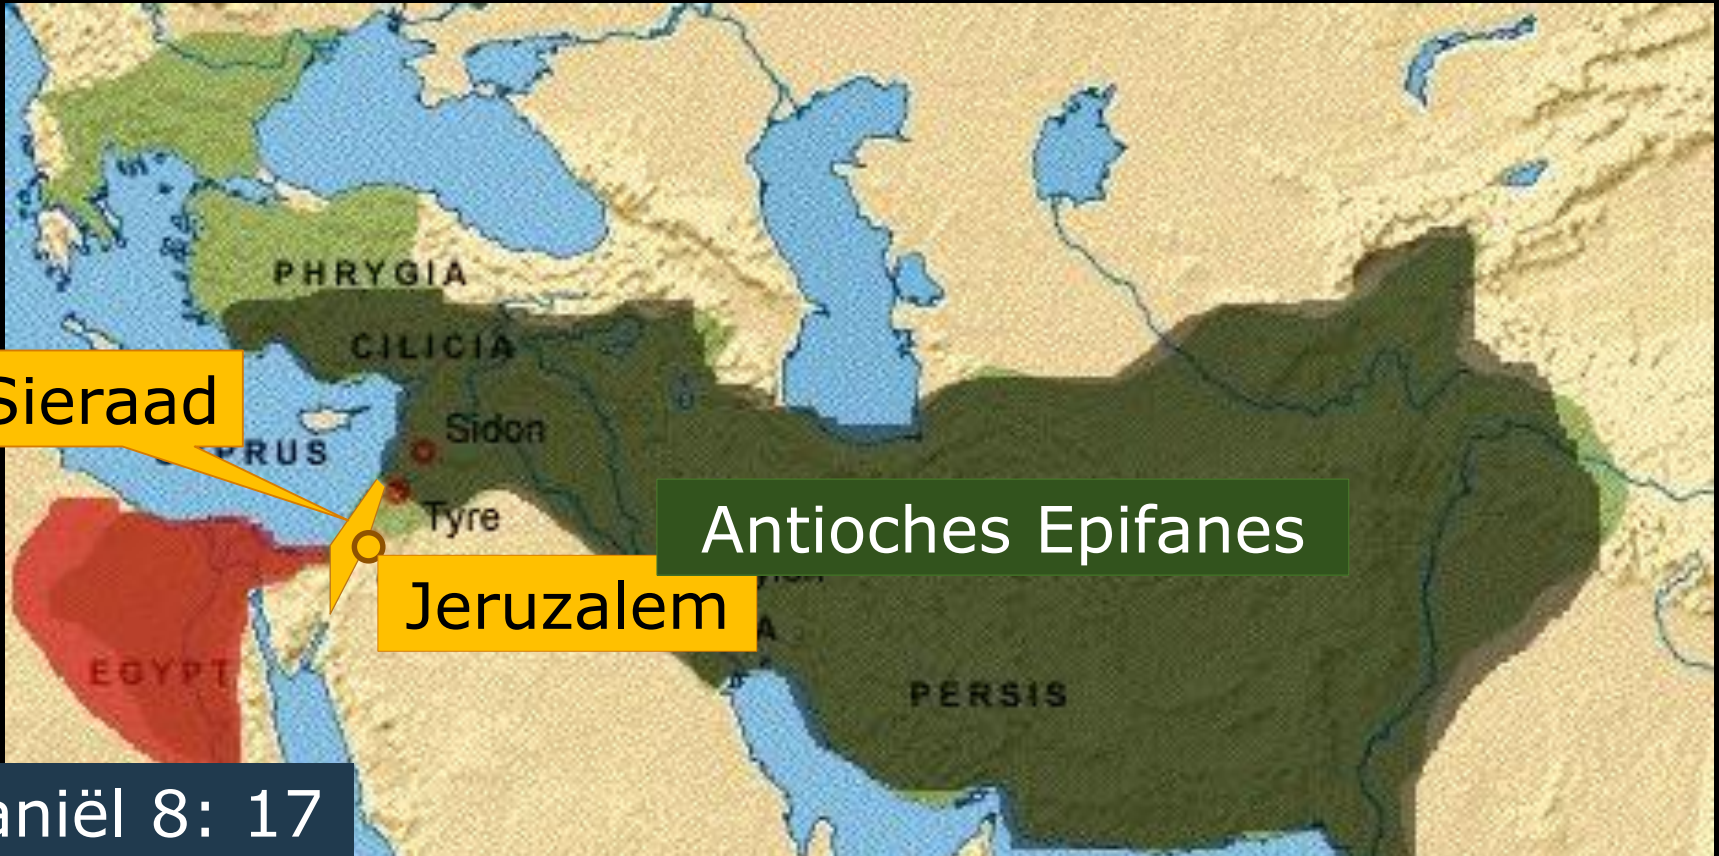 PHRYGIA
CILICIA
Sieraad
Sidon
RUS
Tyre
Antioches Epifanes
Jeruzalem
EGYPT
PERSIS
aniël 8: 17